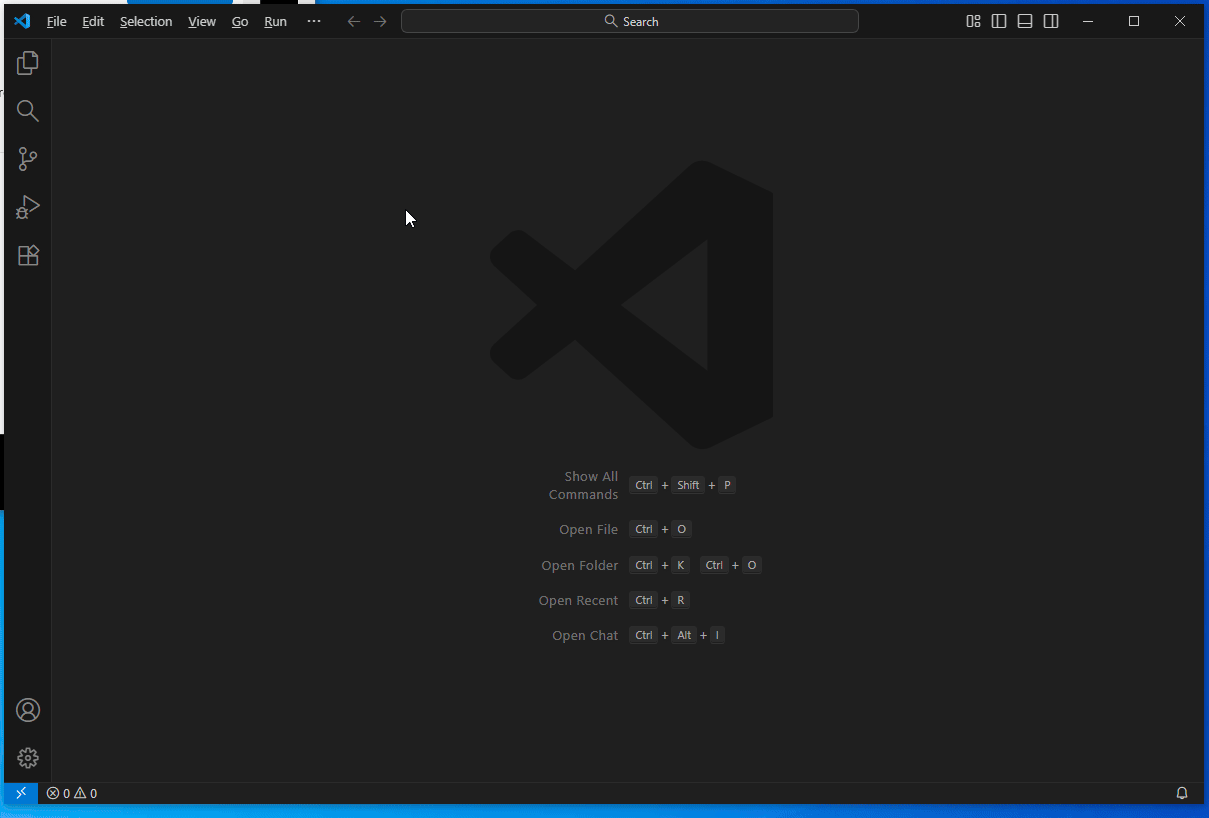 File Edit Selection View Go Run ··· Search
Show All
Commands Ctrl + Shift + P
Open File Ctrl + O
Open Folder Ctrl + K Ctrl + O
Open Recent Ctrl + R
Open Chat Ctrl + Alt + I
0 0